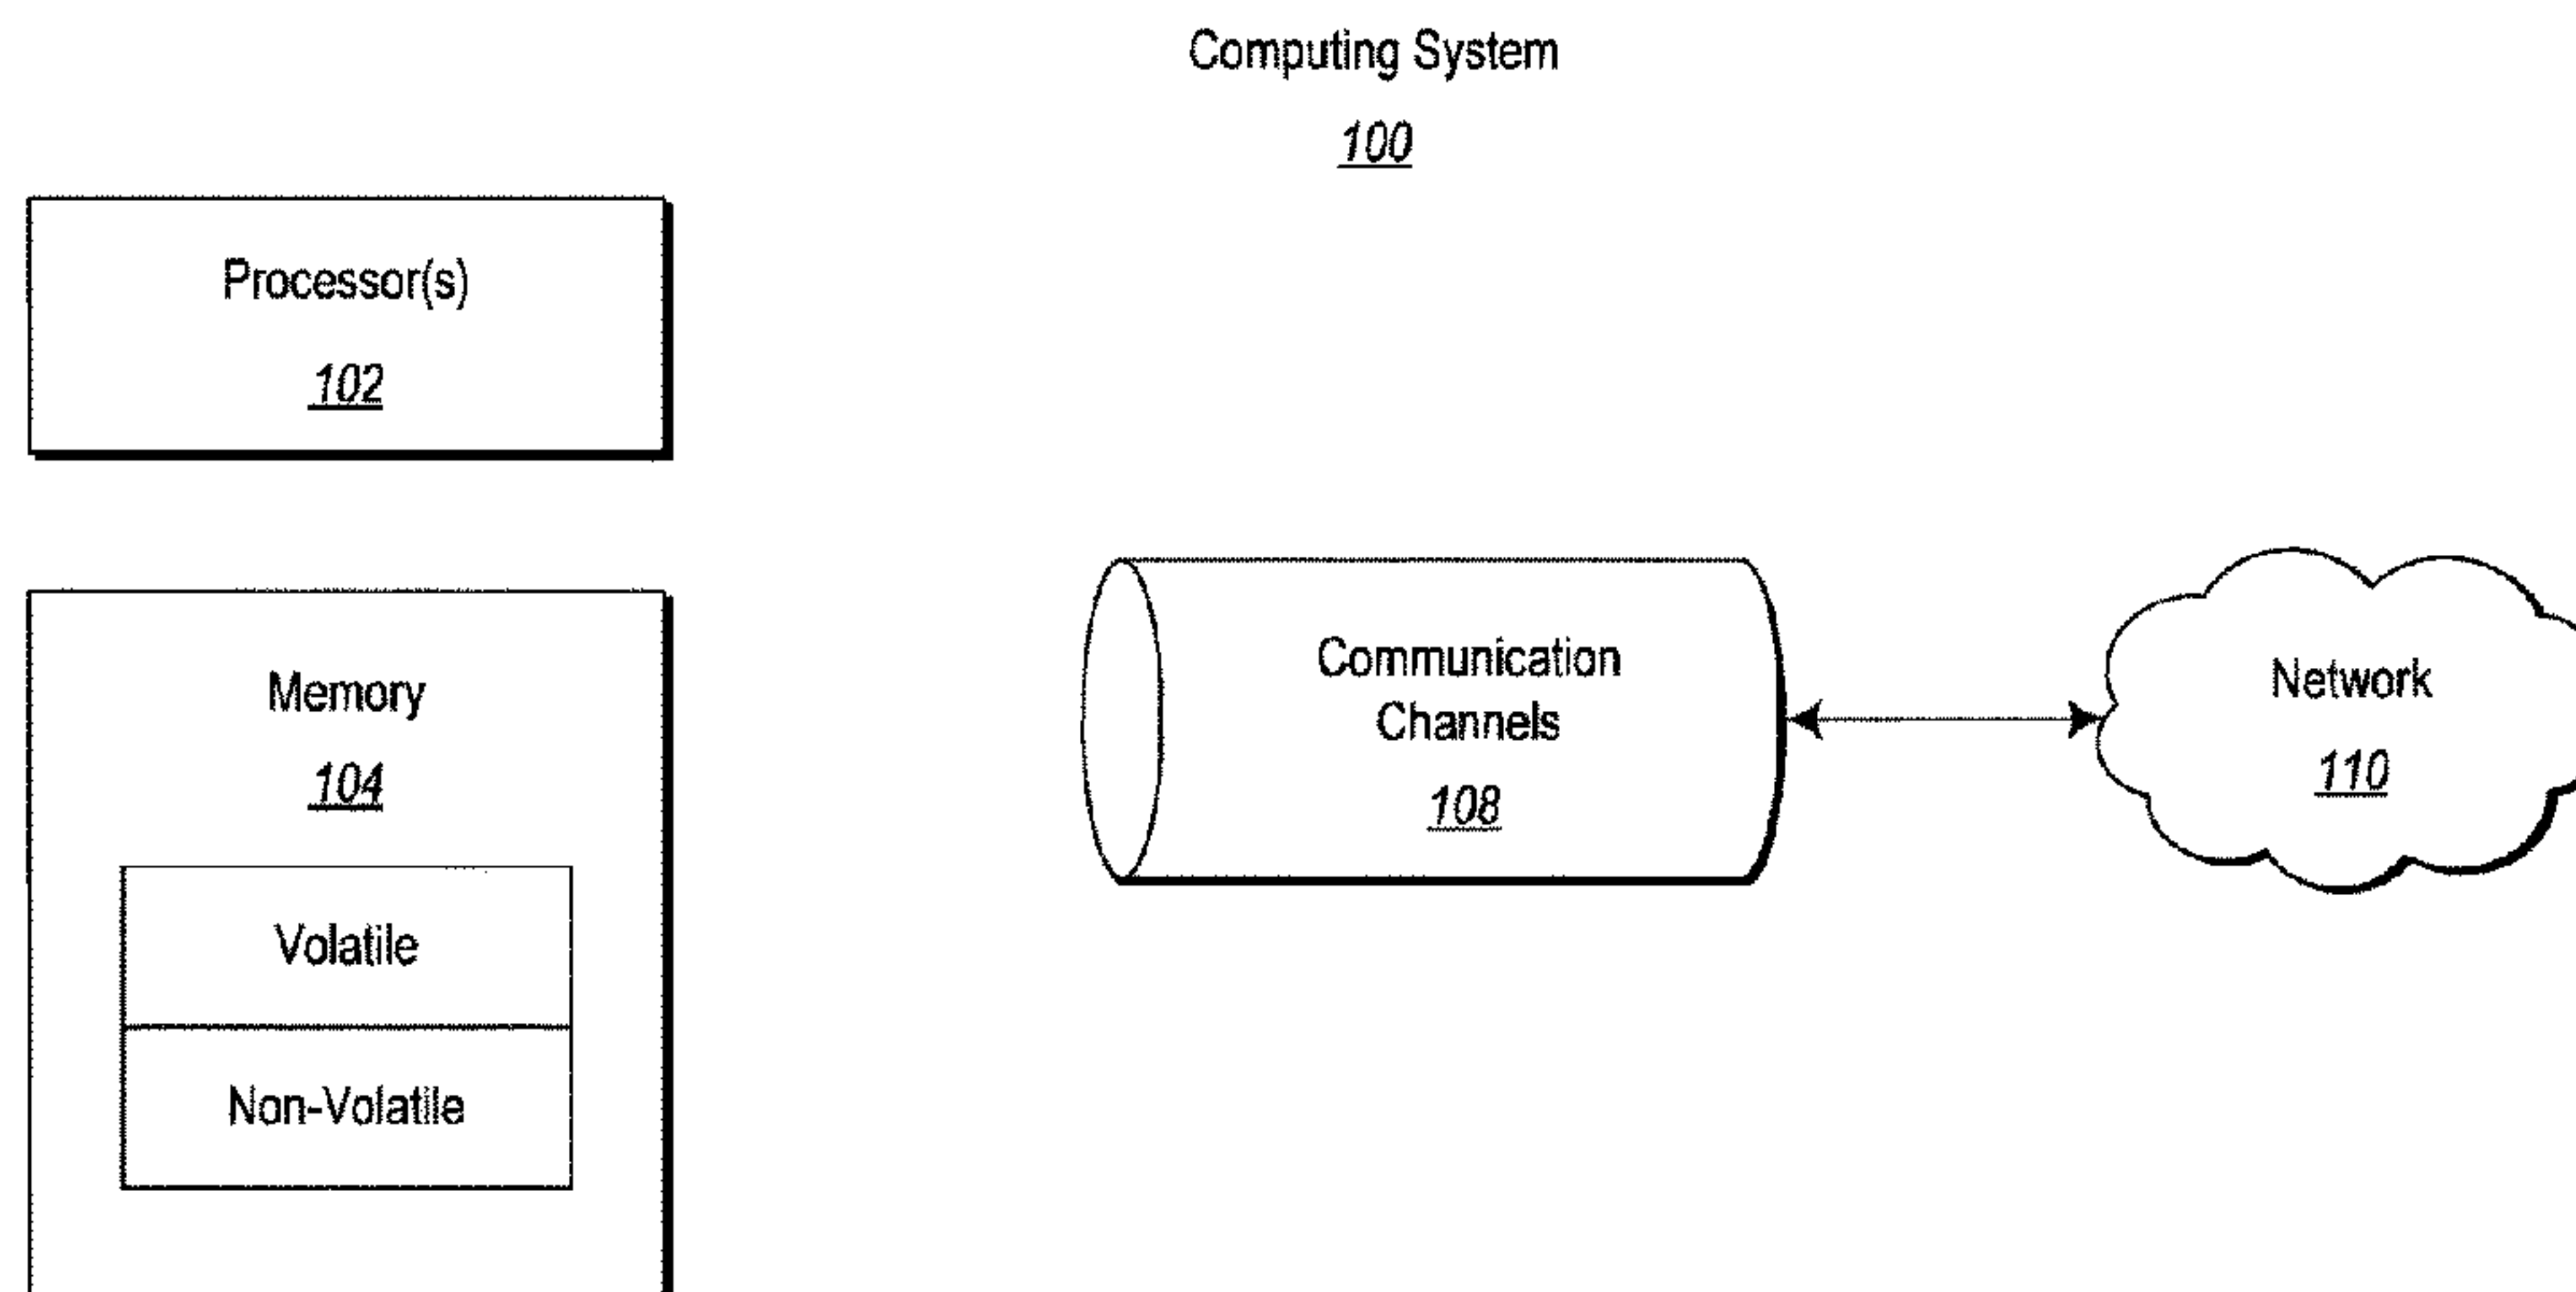 Computing System
100
Processor(s)
102
Memory
104
Volatile
Non-Volatile
Communication
Channels
108
Network
110